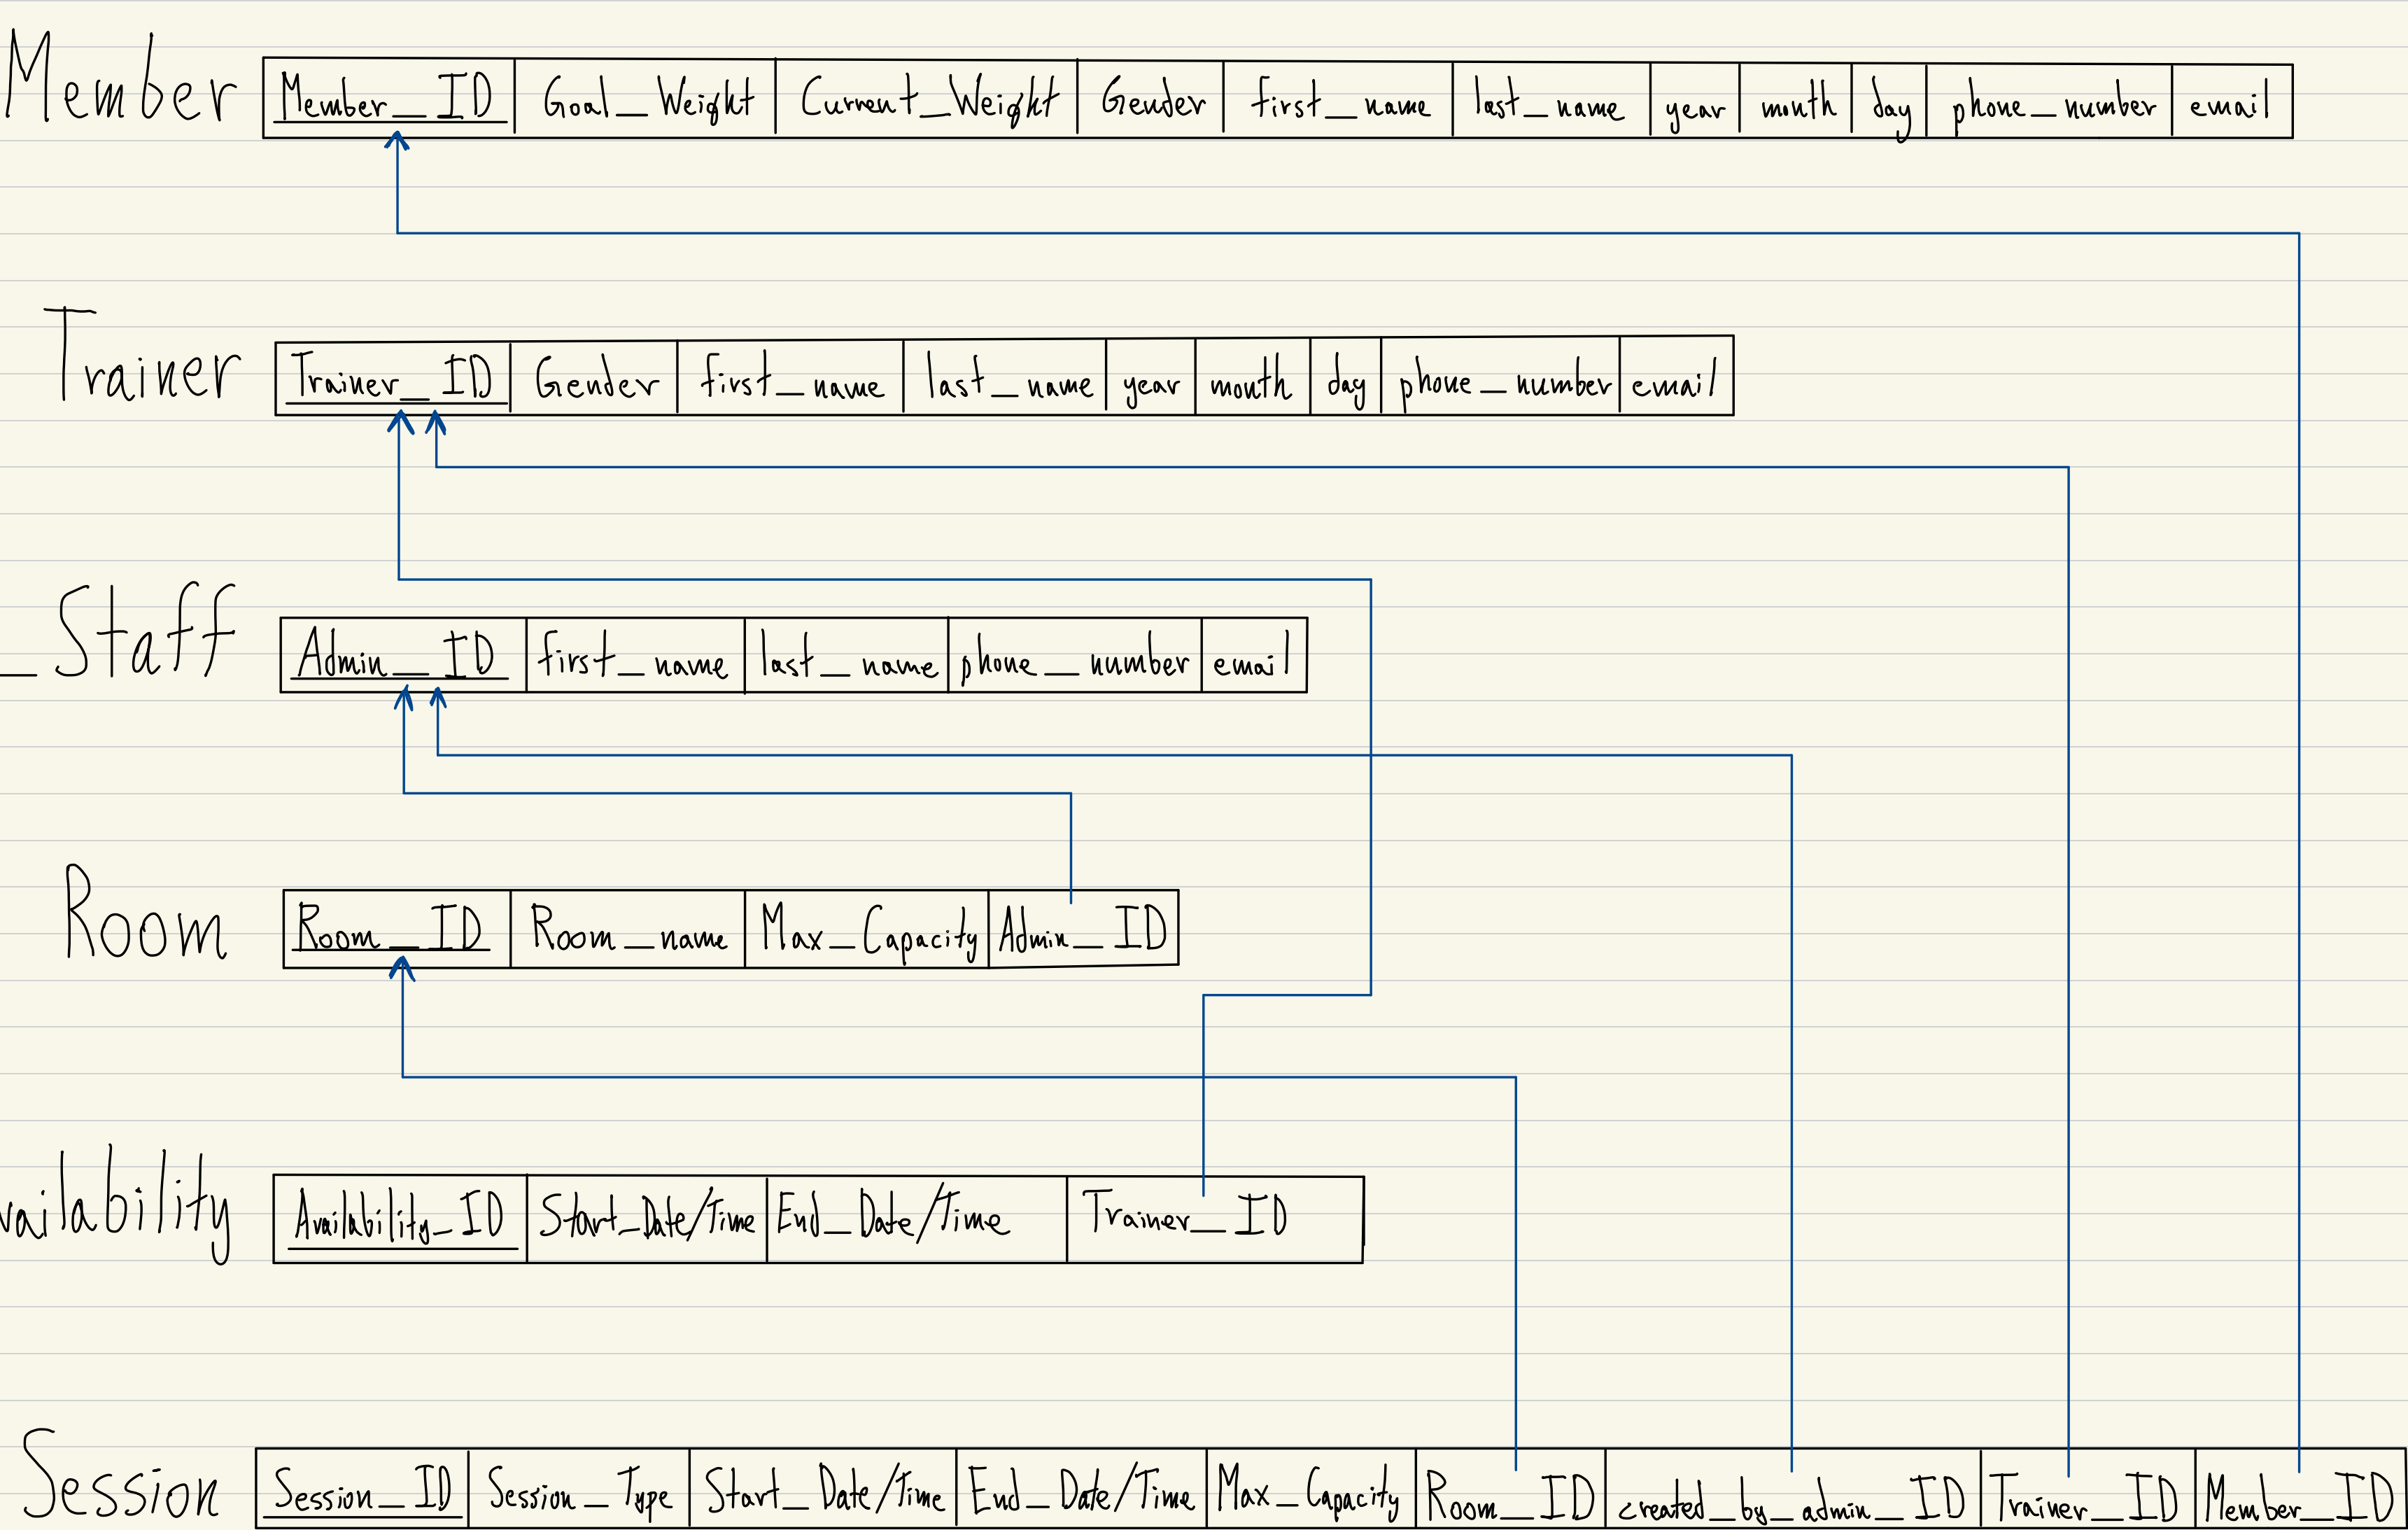 Member Member_ID Goal_Weight Current_Weight Gender first_name last_name year month day phone_number email
Trainer Trainer_ID Gender first_name last_name year month day phone_number email
_Staff Admin_ID first_name last_name phone_number email
Room Room_ID Room_name Max_Capacity Admin_ID
vailability Availability_ID Start_Date/Time End_Date/Time Trainer_ID
Session Session_ID Session_Type Start_Date/Time End_Date/Time Max_Capacity Room_ID created_by_admin_ID Trainer_ID Member_ID